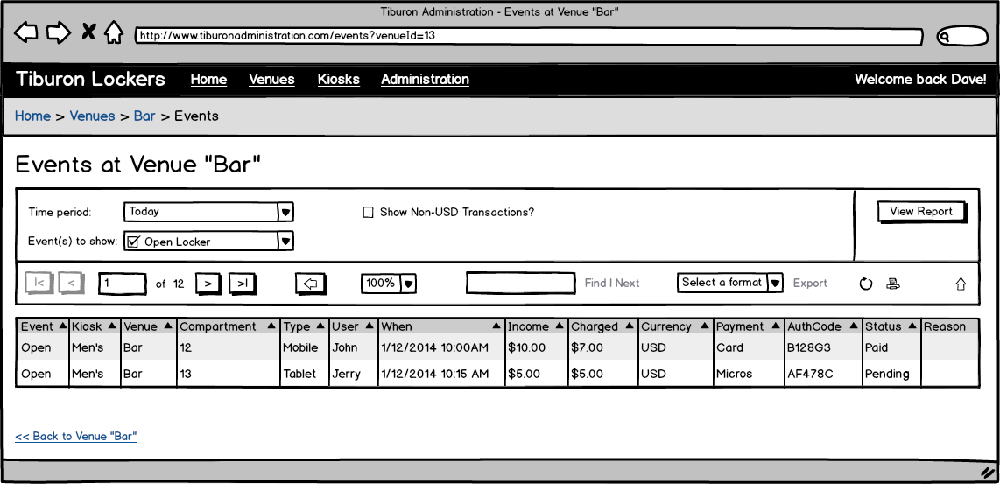 Tiburon Administration - Events at Venue "Bar"
http://www.tiburonadministration.com/events?venueId=13
Tiburon Lockers Home Venues Kiosks Administration Welcome back Dave!
Home > Venues > Bar > Events
Events at Venue "Bar"
Time period: Today Show Non-USD Transactions? View Report
Event(s) to show: Open Locker
|< < 1 of 12 > >| 100% Find | Next Select a format Export
Event Kiosk Venue Compartment Type User When Income Charged Currency Payment AuthCode Status Reason
Open Men's Bar 12 Mobile John 1/12/2014 10:00AM $10.00 $7.00 USD Card B128G3 Paid
Open Men's Bar 13 Tablet Jerry 1/12/2014 10:15 AM $5.00 $5.00 USD Micros AF478C Pending
<< Back to Venue "Bar"